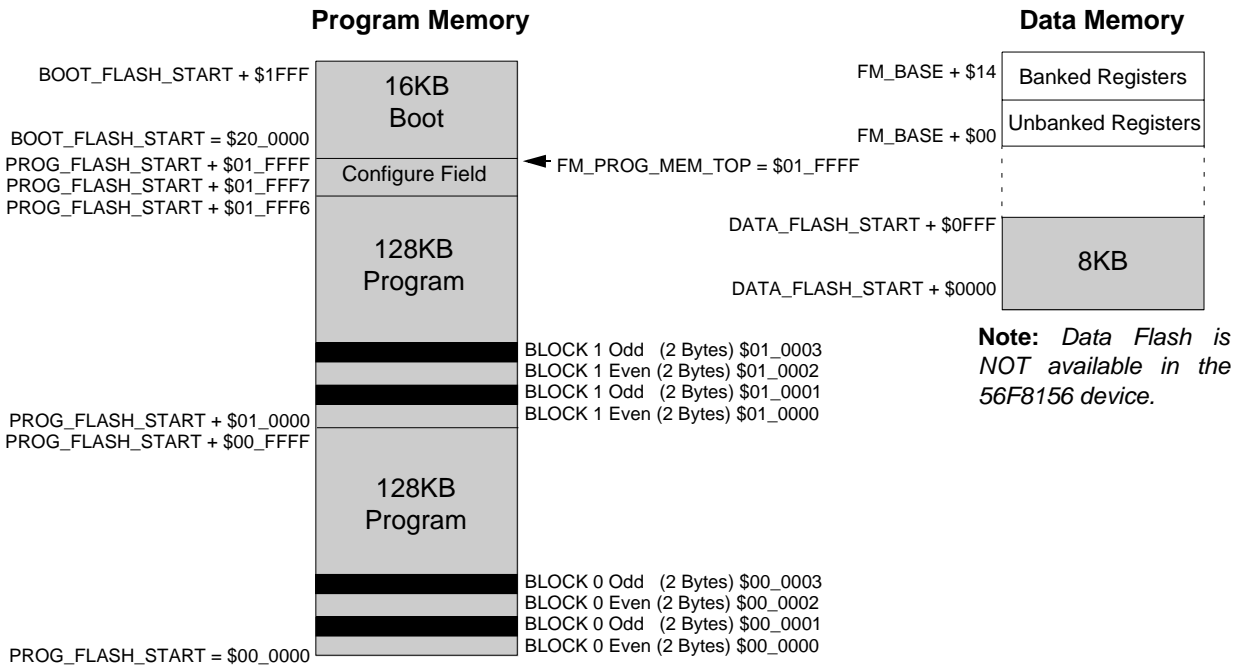 Program Memory
BOOT_FLASH_START + $1FFF
16KB
Boot
BOOT_FLASH_START = $20_0000
PROG_FLASH_START + $01_FFFF
FM_PROG_MEM_TOP = $01_FFFF
Configure Field
PROG_FLASH_START + $01_FFF7
PROG_FLASH_START + $01_FFF6
128KB
Program
BLOCK 1 Odd (2 Bytes) $01_0003
BLOCK 1 Even (2 Bytes) $01_0002
BLOCK 1 Odd (2 Bytes) $01_0001
BLOCK 1 Even (2 Bytes) $01_0000
PROG_FLASH_START + $01_0000
PROG_FLASH_START + $00_FFFF
128KB
Program
BLOCK 0 Odd (2 Bytes) $00_0003
BLOCK 0 Even (2 Bytes) $00_0002
BLOCK 0 Odd (2 Bytes) $00_0001
BLOCK 0 Even (2 Bytes) $00_0000
PROG_FLASH_START = $00_0000
Data Memory
FM_BASE + $14
Banked Registers
Unbanked Registers
FM_BASE + $00
DATA_FLASH_START + $0FFF
8KB
DATA_FLASH_START + $0000
Note: Data Flash is
NOT available in the
56F8156 device.